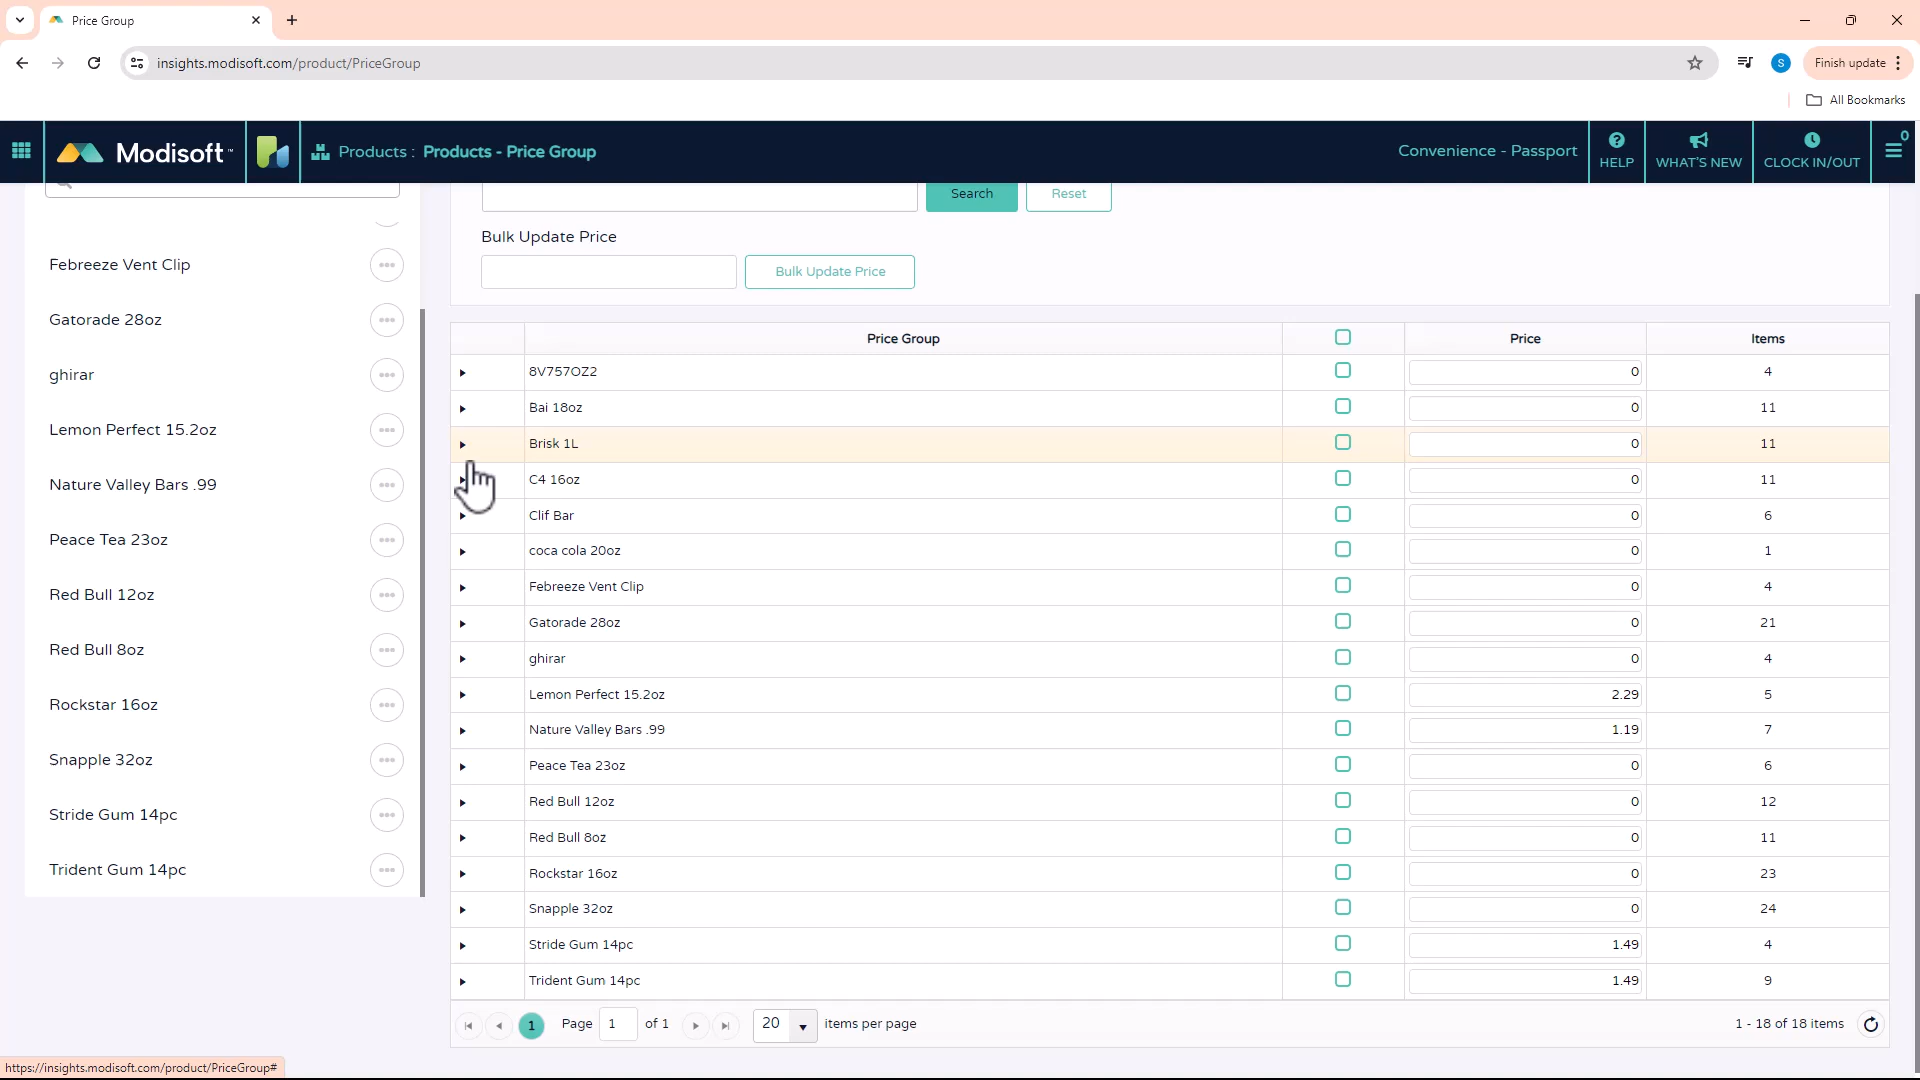 Price Group
insights.modisoft.com/product/PriceGroup
S
Finish update
All Bookmarks
Modisoft™
Products : Products - Price Group
Convenience - Passport
HELP
WHAT'S NEW
CLOCK IN/OUT
0
Search
Reset
Bulk Update Price
Bulk Update Price
Febreeze Vent Clip
Gatorade 28oz
ghirar
Lemon Perfect 15.2oz
Nature Valley Bars .99
Peace Tea 23oz
Red Bull 12oz
Red Bull 8oz
Rockstar 16oz
Snapple 32oz
Stride Gum 14pc
Trident Gum 14pc
Price Group Price Items
8V757OZ2 0 4
Bai 18oz 0 11
Brisk 1L 0 11
C4 16oz 0 11
Clif Bar 0 6
coca cola 20oz 0 1
Febreeze Vent Clip 0 4
Gatorade 28oz 0 21
ghirar 0 4
Lemon Perfect 15.2oz 2.29 5
Nature Valley Bars .99 1.19 7
Peace Tea 23oz 0 6
Red Bull 12oz 0 12
Red Bull 8oz 0 11
Rockstar 16oz 0 23
Snapple 32oz 0 24
Stride Gum 14pc 1.49 4
Trident Gum 14pc 1.49 9
1 Page 1 of 1 20 items per page 1 - 18 of 18 items
https://insights.modisoft.com/product/PriceGroup#